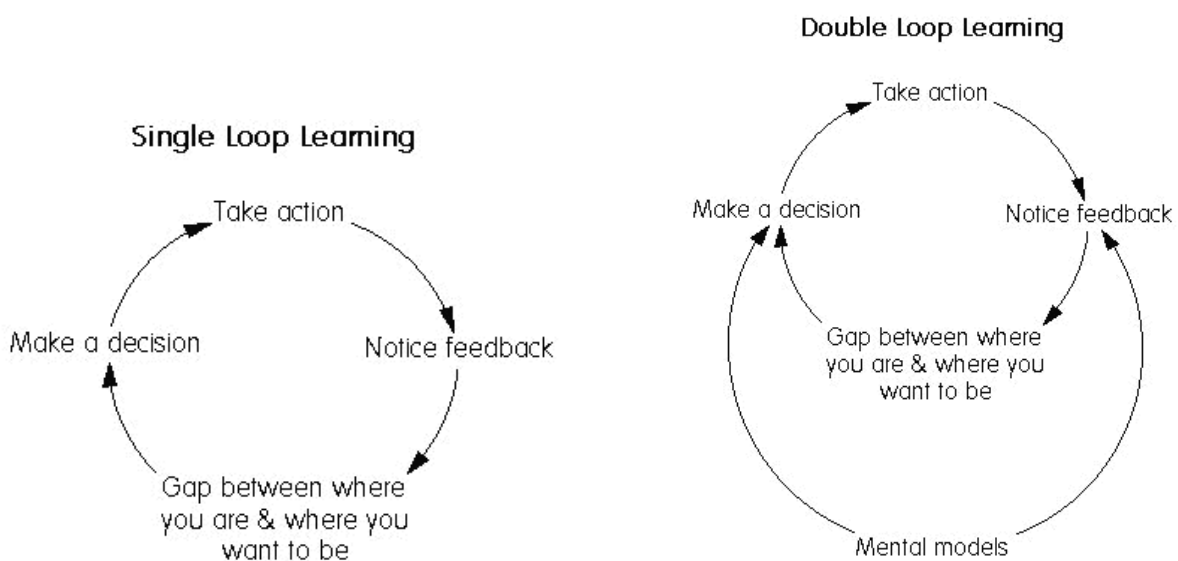 Single Loop Learning
Take action
Make a decision
Notice feedback
Gap between where
you are & where you
want to be
Double Loop Learning
Take action
Make a decision
Notice feedback
Gap between where
you are & where you
want to be
Mental models